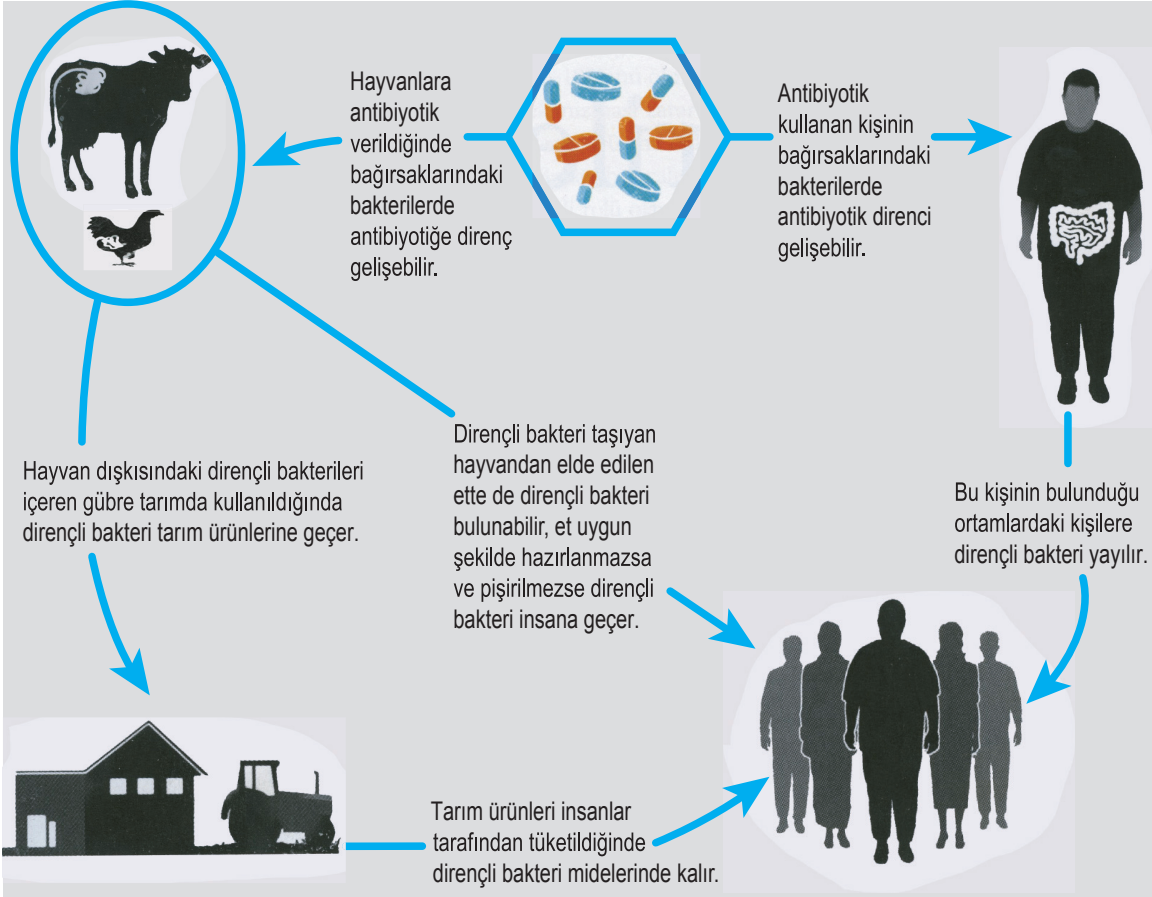 Hayvanlara
antibiyotik
verildiğinde
bağırsaklarındaki
bakterilerde
antibiyotiğe direnç
gelişebilir.
Antibiyotik
kullanan kişinin
bağırsaklarındaki
bakterilerde
antibiyotik direnci
gelişebilir.
Hayvan dışkısındaki dirençli bakterileri
içeren gübre tarımda kullanıldığında
dirençli bakteri tarım ürünlerine geçer.
Dirençli bakteri taşıyan
hayvandan elde edilen
ette de dirençli bakteri
bulunabilir, et uygun
şekilde hazırlanmazsa
ve pişirilmezse dirençli
bakteri insana geçer.
Bu kişinin bulunduğu
ortamlardaki kişilere
dirençli bakteri yayılır.
Tarım ürünleri insanlar
tarafından tüketildiğinde
dirençli bakteri midelerinde kalır.